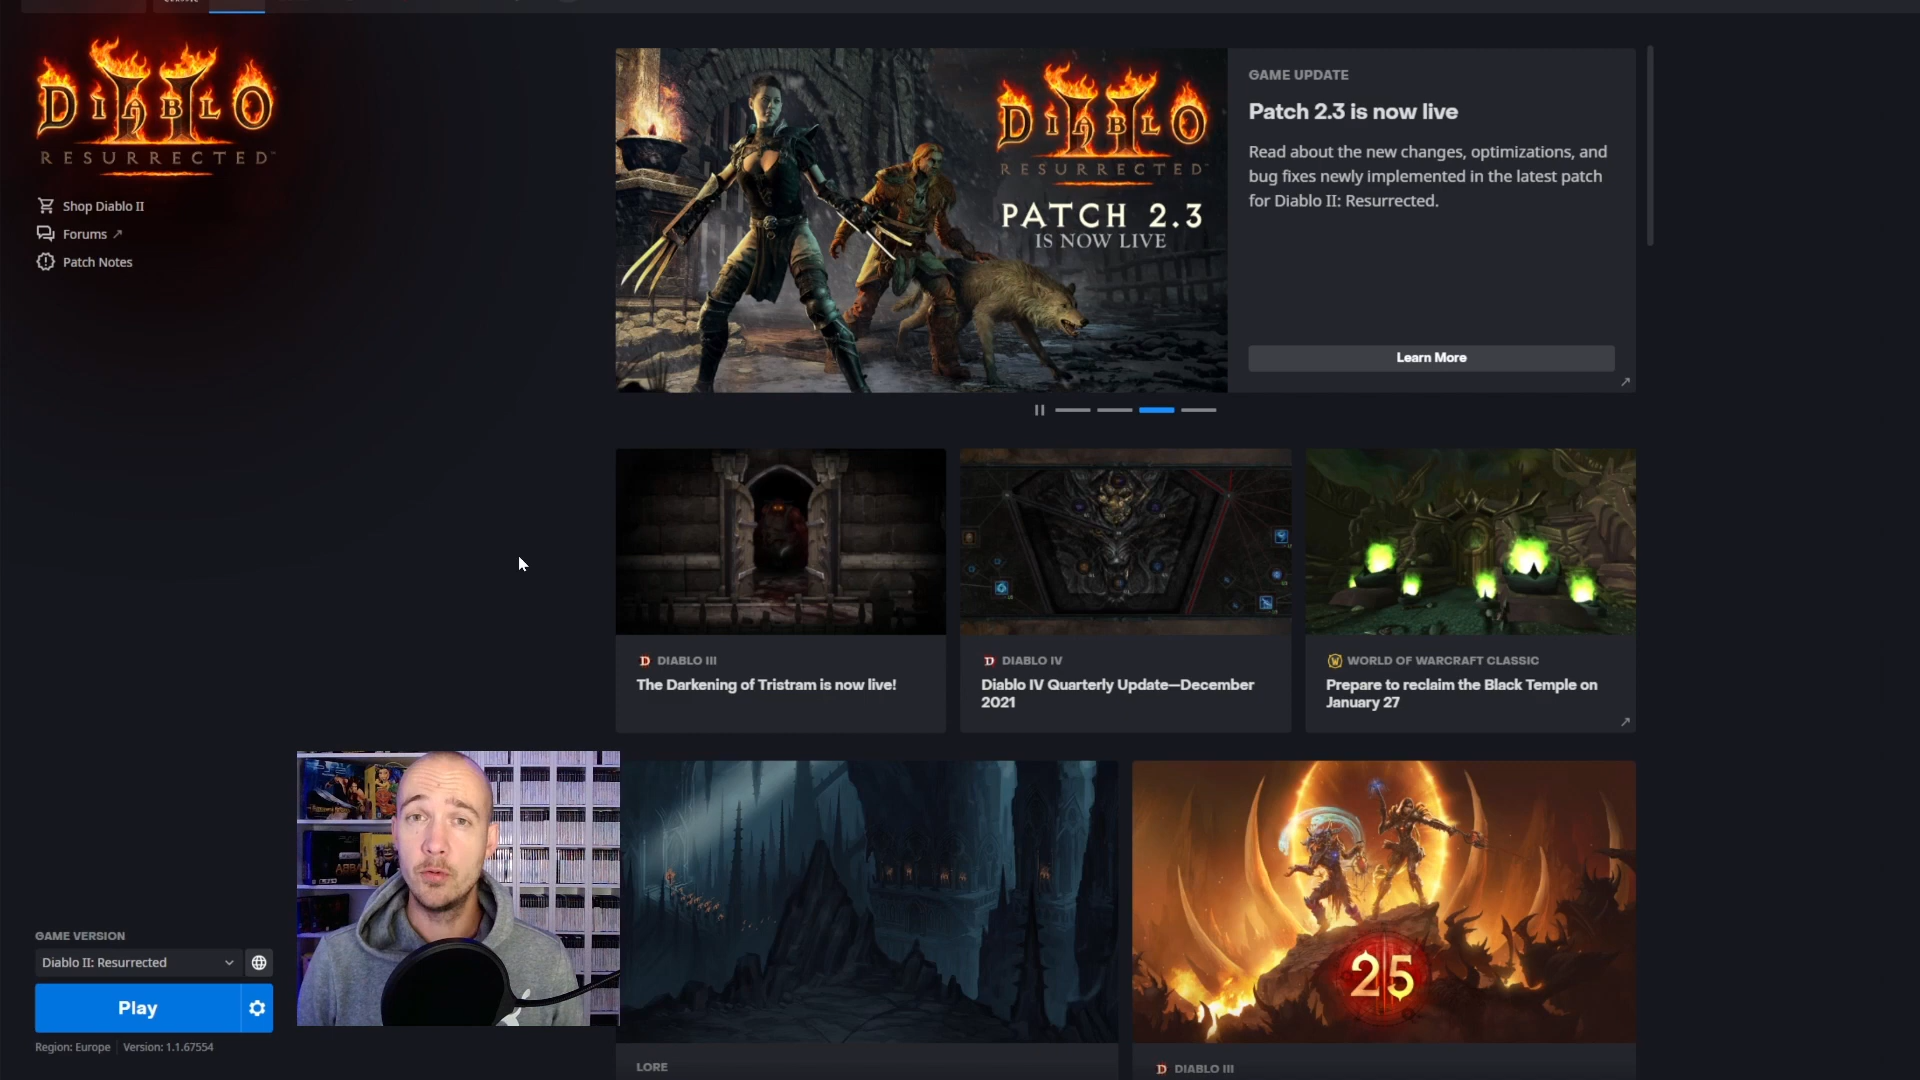 DIABLO II
RESURRECTED™
Shop Diablo II
Forums
Patch Notes
DIABLO II
RESURRECTED™
PATCH 2.3
IS NOW LIVE
GAME UPDATE
Patch 2.3 is now live
Read about the new changes, optimizations, and
bug fixes newly implemented in the latest patch
for Diablo II: Resurrected.
Learn More
DIABLO III
The Darkening of Tristram is now live!
DIABLO IV
Diablo IV Quarterly Update—December
2021
WORLD OF WARCRAFT CLASSIC
Prepare to reclaim the Black Temple on
January 27
25
LORE
DIABLO III
GAME VERSION
Diablo II: Resurrected
Play
Region: Europe
Version: 1.1.67554